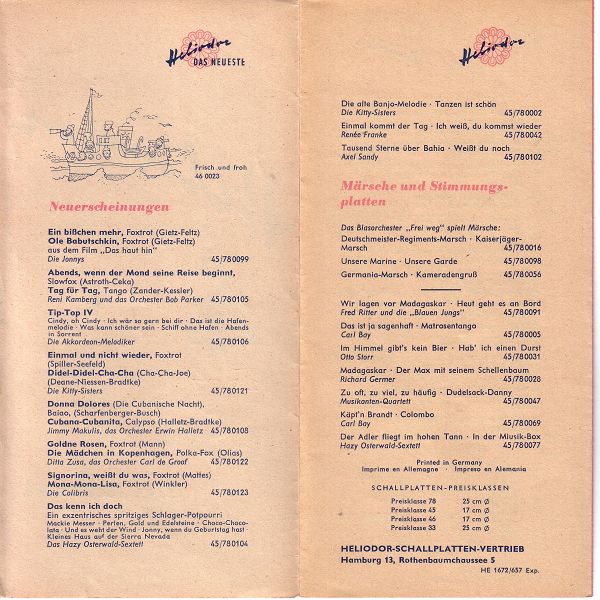 Heliodor
DAS NEUESTE
Frisch und froh
46 0023
Neuerscheinungen
Ein bißchen mehr, Foxtrot (Gietz-Feltz)
Ole Babutschkin, Foxtrot (Gietz-Feltz)
aus dem Film „Das haut hin"
Die Jonnys 45/780099
Abends, wenn der Mond seine Reise beginnt,
Slowfox (Astroth-Ceka)
Tag für Tag, Tango (Zander-Kessler)
Reni Kamberg und das Orchester Bob Parker 45/780105
Tip-Top IV
Cindy, oh Cindy · Ich wär so gern bei dir · Das ist die Hafen-
melodie · Was kann schöner sein · Schiff ohne Hafen · Abends
in Sorrent
Die Akkordeon-Melodiker 45/780106
Einmal und nicht wieder, Foxtrot
(Spiller-Seefeld)
Didel-Didel-Cha-Cha (Cha-Cha-Joe)
(Deane-Niessen-Bradtke)
Die Kitty-Sisters 45/780121
Donna Dolores (Die Cubanische Nacht),
Baiao, (Scharfenberger-Busch)
Cubana-Cubanita, Calypso (Halletz-Bradtke)
Jimmy Makulis, das Orchester Erwin Halletz 45/780108
Goldne Rosen, Foxtrot (Mann)
Die Mädchen in Kopenhagen, Polka-Fox (Olias)
Ditta Zusa, das Orchester Carl de Groof 45/780122
Signorina, weißt du was, Foxtrot (Mattes)
Mona-Mona-Lisa, Foxtrot (Winkler)
Die Colibris 45/780123
Das kenn ich doch
Ein exzentrisches spritziges Schlager-Potpourri
Mackie Messer · Perlen, Gold und Edelsteine · Choca-Choco-
lata · Und es weht der Wind · Jonny, wenn du Geburtstag hast ·
Kleines Haus auf der Sierra Nevada
Das Hazy Osterwald-Sextett 45/780104
Heliodor
Die alte Banjo-Melodie · Tanzen ist schön
Die Kitty-Sisters 45/780002
Einmal kommt der Tag · Ich weiß, du kommst wieder
Renée Franke 45/780042
Tausend Sterne über Bahia · Weißt du noch
Axel Sandy 45/780102
Märsche und Stimmungs-
platten
Das Blasorchester „Frei weg" spielt Märsche:
Deutschmeister-Regiments-Marsch · Kaiserjäger-
Marsch 45/780016
Unsere Marine · Unsere Garde 45/780098
Germania-Marsch · Kameradengruß 45/780056
Wir lagen vor Madagaskar · Heut geht es an Bord
Fred Ritter und die „Blauen Jungs" 45/780091
Das ist ja sagenhaft · Matrosentango
Carl Bay 45/780005
Im Himmel gibt's kein Bier · Hab' ich einen Durst
Otto Storr 45/780031
Madagaskar · Der Max mit seinem Schellenbaum
Richard Germer 45/780028
Zu oft, zu viel, zu häufig · Dudelsack-Danny
Musikanten-Quartett 45/780047
Käpt'n Brandt · Colombo
Carl Bay 45/780069
Der Adler fliegt im hohen Tann · In der Miusik-Box
Hazy Osterwald-Sextett 45/780077
Printed in Germany
Imprime en Allemagne · Impreso en Alemania
SCHALLPLATTEN-PREISKLASSEN
Preisklasse 78 25 cm Ø
Preisklasse 45 17 cm Ø
Preisklasse 46 17 cm Ø
Preisklasse 33 25 cm Ø
HELIODOR-SCHALLPLATTEN-VERTRIEB
Hamburg 13, Rothenbaumchaussee 5
HE 1672/657 Exp.